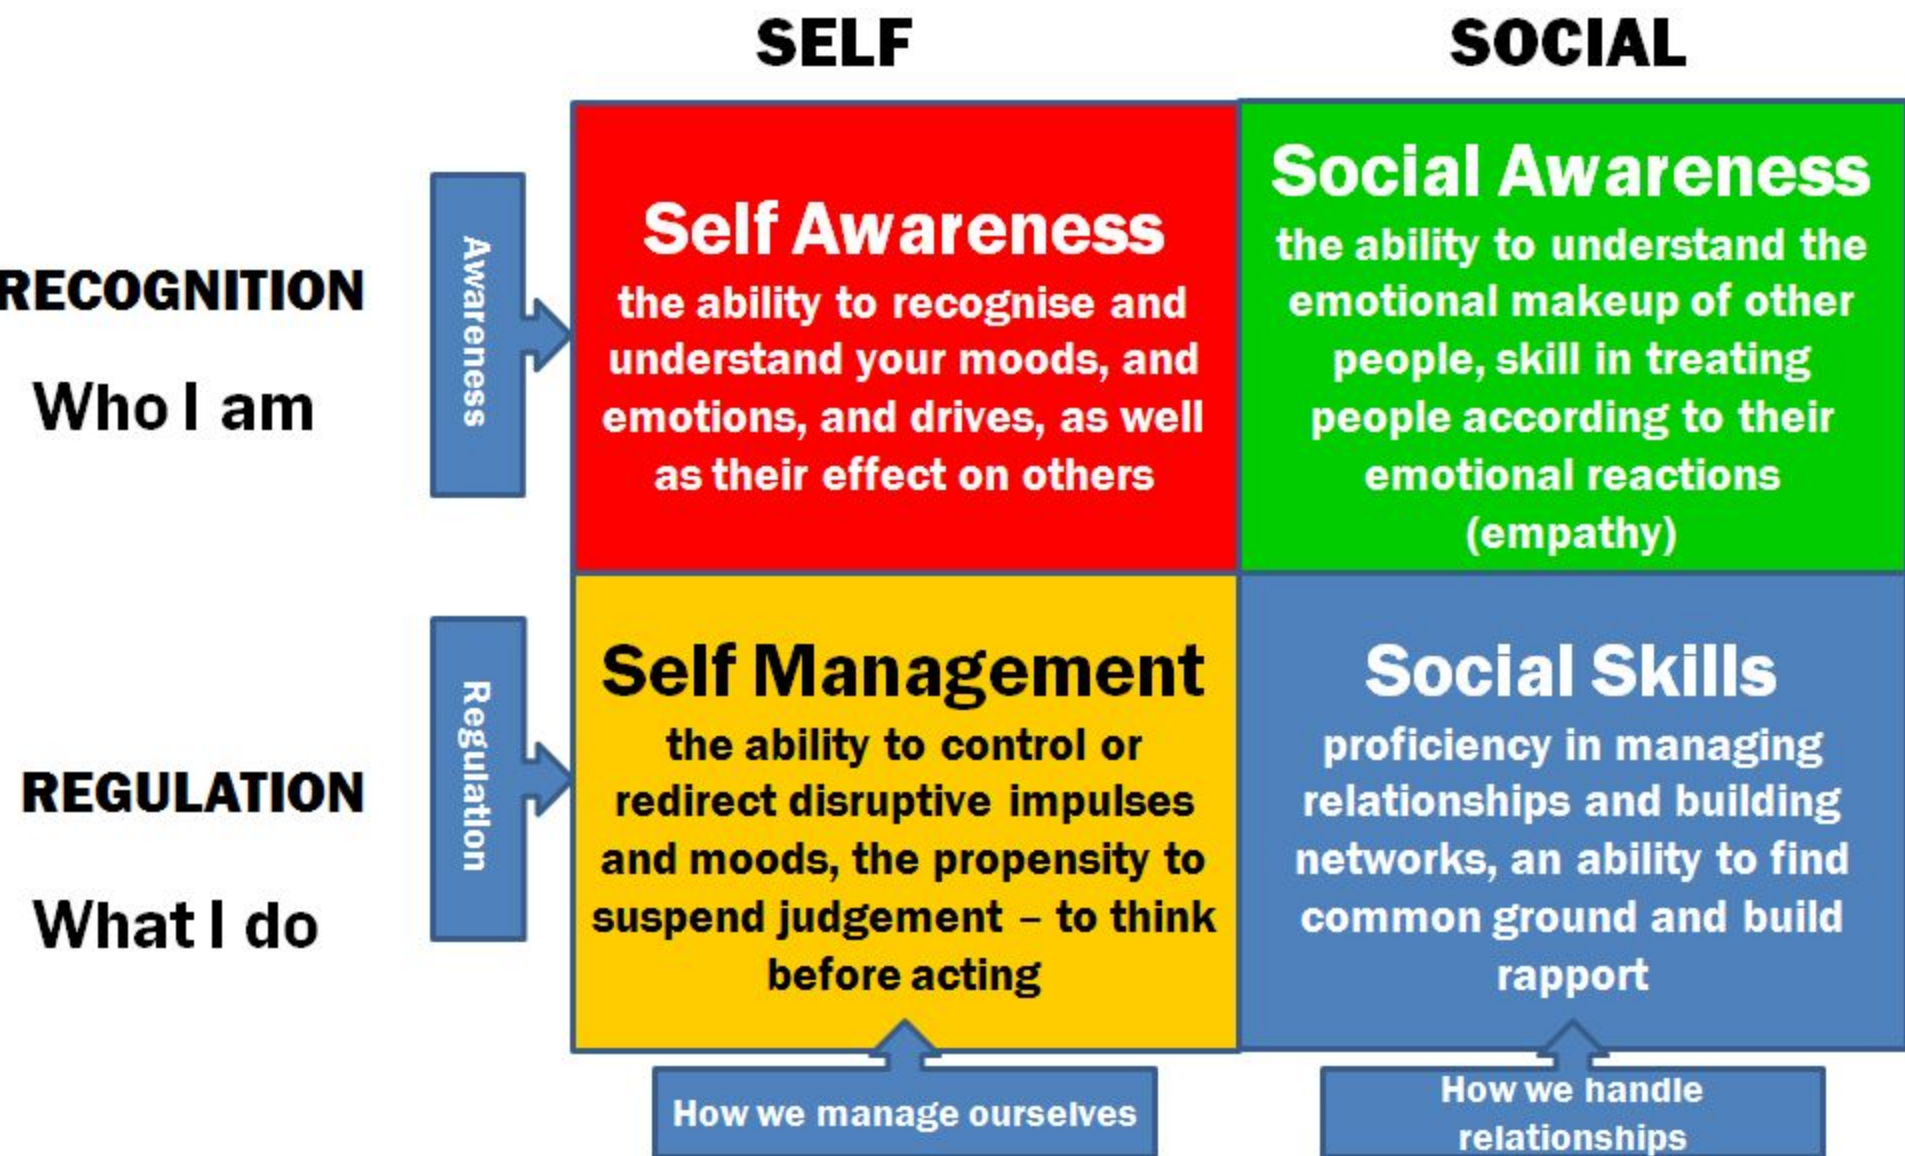 SELF
SOCIAL
RECOGNITION
Who I am
Awareness
Self Awareness
the ability to recognise and
understand your moods, and
emotions, and drives, as well
as their effect on others
Social Awareness
the ability to understand the
emotional makeup of other
people, skill in treating
people according to their
emotional reactions
(empathy)
REGULATION
What I do
Regulation
Self Management
the ability to control or
redirect disruptive impulses
and moods, the propensity to
suspend judgement – to think
before acting
Social Skills
proficiency in managing
relationships and building
networks, an ability to find
common ground and build
rapport
How we manage ourselves
How we handle
relationships